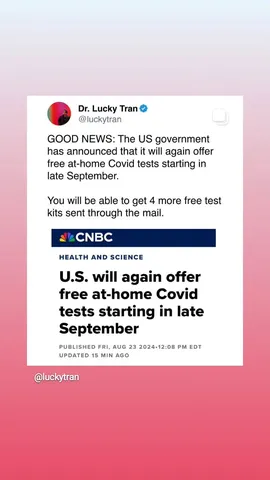 Dr. Lucky Tran
@luckytran
GOOD NEWS: The US government
has announced that it will again offer
free at-home Covid tests starting in
late September.
You will be able to get 4 more free test
kits sent through the mail.
CNBC
HEALTH AND SCIENCE
U.S. will again offer
free at-home Covid
tests starting in late
September
PUBLISHED FRI, AUG 23 2024•12:08 PM EDT
UPDATED 15 MIN AGO
@luckytran